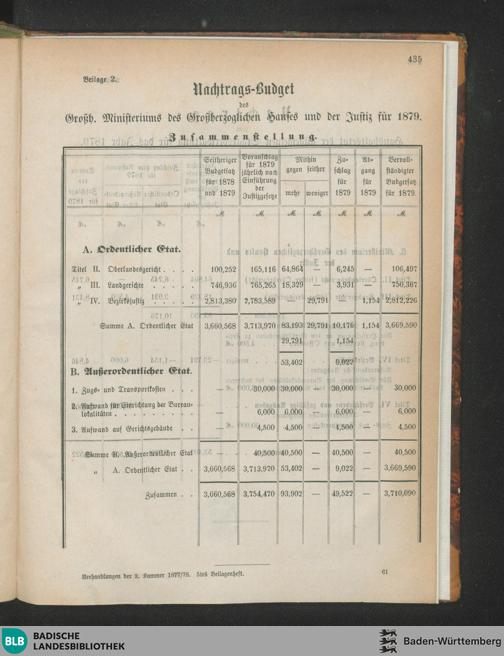 435
Beilage 2.
Nachtrags-Budget
des
Großh. Ministeriums des Großherzoglichen Hauses und der Justiz für 1879.
Zusammenstellung.
Seitheriger Budgetsatz für 1878 und 1879 | Voranschlag für 1879 jährlich nach Einführung der Justizgesetze | Mithin gegen seither mehr | weniger | Zuschlag für 1879 | Abgang für 1879 | Vervollständigter Budgetsatz für 1879.
M. M. M. M. M. M. M.
A. Ordentlicher Etat.
Titel II. Oberlandesgericht . . . . 100,252 165,116 64,864 — 6,245 — 106,497
„ III. Landgerichte . . . . 746,936 765,265 18,329 — 3,931 — 750,367
„ IV. Bezirksjustiz . . . . 2,813,380 2,783,589 — 29,791 — 1,154 2,812,226
Summe A. Ordentlicher Etat 3,660,568 3,713,970 83,193 29,791 10,176 1,154 3,669,590
29,791 1,154
53,402 9,022
B. Außerordentlicher Etat.
1. Zugs- und Transportkosten . . . — 30,000 30,000 — 30,000 — 30,000
2. Aufwand für Einrichtung der Bureau-
lokalitäten . . . . — 6,000 6,000 — 6,000 — 6,000
3. Aufwand auf Gerichtsgebäude . . — 4,500 4,500 — 4,500 — 4,500
Summe B. Außerordentlicher Etat — 40,500 40,500 — 40,500 — 40,500
„ A. Ordentlicher Etat . . 3,660,568 3,713,970 53,402 — 9,022 — 3,669,590
Zusammen . . 3,660,568 3,754,470 93,902 — 49,522 — 3,710,090
Verhandlungen der 2. Kammer 1877/78. 5tes Beilagenheft. 61
BLB BADISCHE
LANDESBIBLIOTHEK
Baden-Württemberg